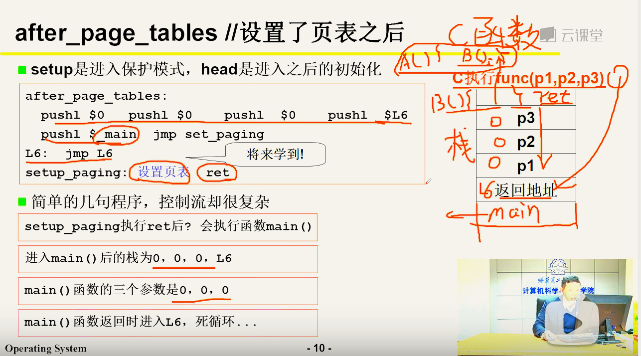 after_page_tables //设置了页表之后
C函数
云课堂
setup是进入保护模式，head是进入之后的初始化
A(){ B();
C执行func(p1,p2,p3)
after_page_tables:
pushl $0 pushl $0 pushl $0 pushl $L6
pushl $_main jmp set_paging
L6: jmp L6
将来学到!
setup_paging: 设置页表 ret
B(){
} ret
栈
0 p3
0 p2
0 p1
L6 返回地址
main
简单的几句程序，控制流却很复杂
setup_paging执行ret后? 会执行函数main()
进入main()后的栈为0, 0, 0, L6
main()函数的三个参数是0, 0, 0
main()函数返回时进入L6, 死循环...
计算机科学
学院
Operating System
- 10 -